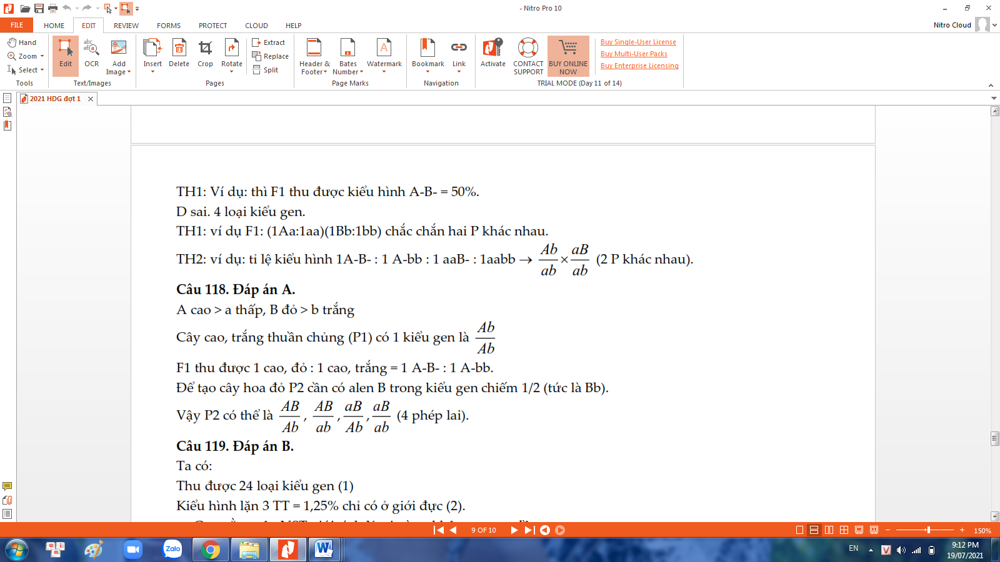 - Nitro Pro 10
FILE HOME EDIT REVIEW FORMS PROTECT CLOUD HELP Nitro Cloud
Hand
Zoom
Select
Tools
Edit
abc
OCR
Add Image
Text/Images
Insert
Delete
Crop
Rotate
Extract
Replace
Split
Pages
Header & Footer
Bates Number
Watermark
Page Marks
Bookmark
Link
Navigation
Activate
CONTACT SUPPORT
BUY ONLINE NOW
Buy Single-User License
Buy Multi-User Packs
Buy Enterprise Licensing
TRIAL MODE (Day 11 of 14)
2021 HDG đợt 1
TH1: Ví dụ: thì F1 thu được kiểu hình A-B- = 50%.
D sai. 4 loại kiểu gen.
TH1: ví dụ F1: (1Aa:1aa)(1Bb:1bb) chắc chắn hai P khác nhau.
TH2: ví dụ: tỉ lệ kiểu hình 1A-B- : 1 A-bb : 1 aaB- : 1aabb → Ab/ab × aB/ab (2 P khác nhau).
Câu 118. Đáp án A.
A cao > a thấp, B đỏ > b trắng
Cây cao, trắng thuần chủng (P1) có 1 kiểu gen là Ab/Ab
F1 thu được 1 cao, đỏ : 1 cao, trắng = 1 A-B- : 1 A-bb.
Để tạo cây hoa đỏ P2 cần có alen B trong kiểu gen chiếm 1/2 (tức là Bb).
Vậy P2 có thể là AB/Ab, AB/ab, aB/Ab, aB/ab (4 phép lai).
Câu 119. Đáp án B.
Ta có:
Thu được 24 loại kiểu gen (1)
Kiểu hình lặn 3 TT = 1,25% chỉ có ở giới đực (2).
9 OF 10
150%
uni
Zalo
EN
9:12 PM
19/07/2021